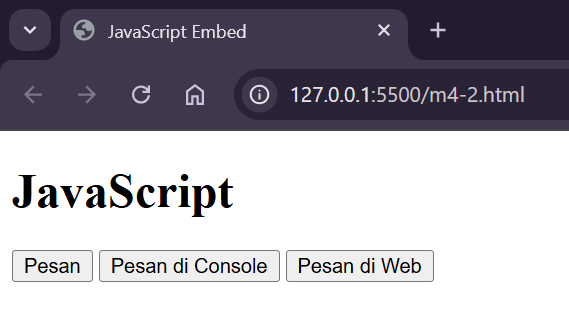 JavaScript Embed
127.0.0.1:5500/m4-2.html
JavaScript
Pesan Pesan di Console Pesan di Web